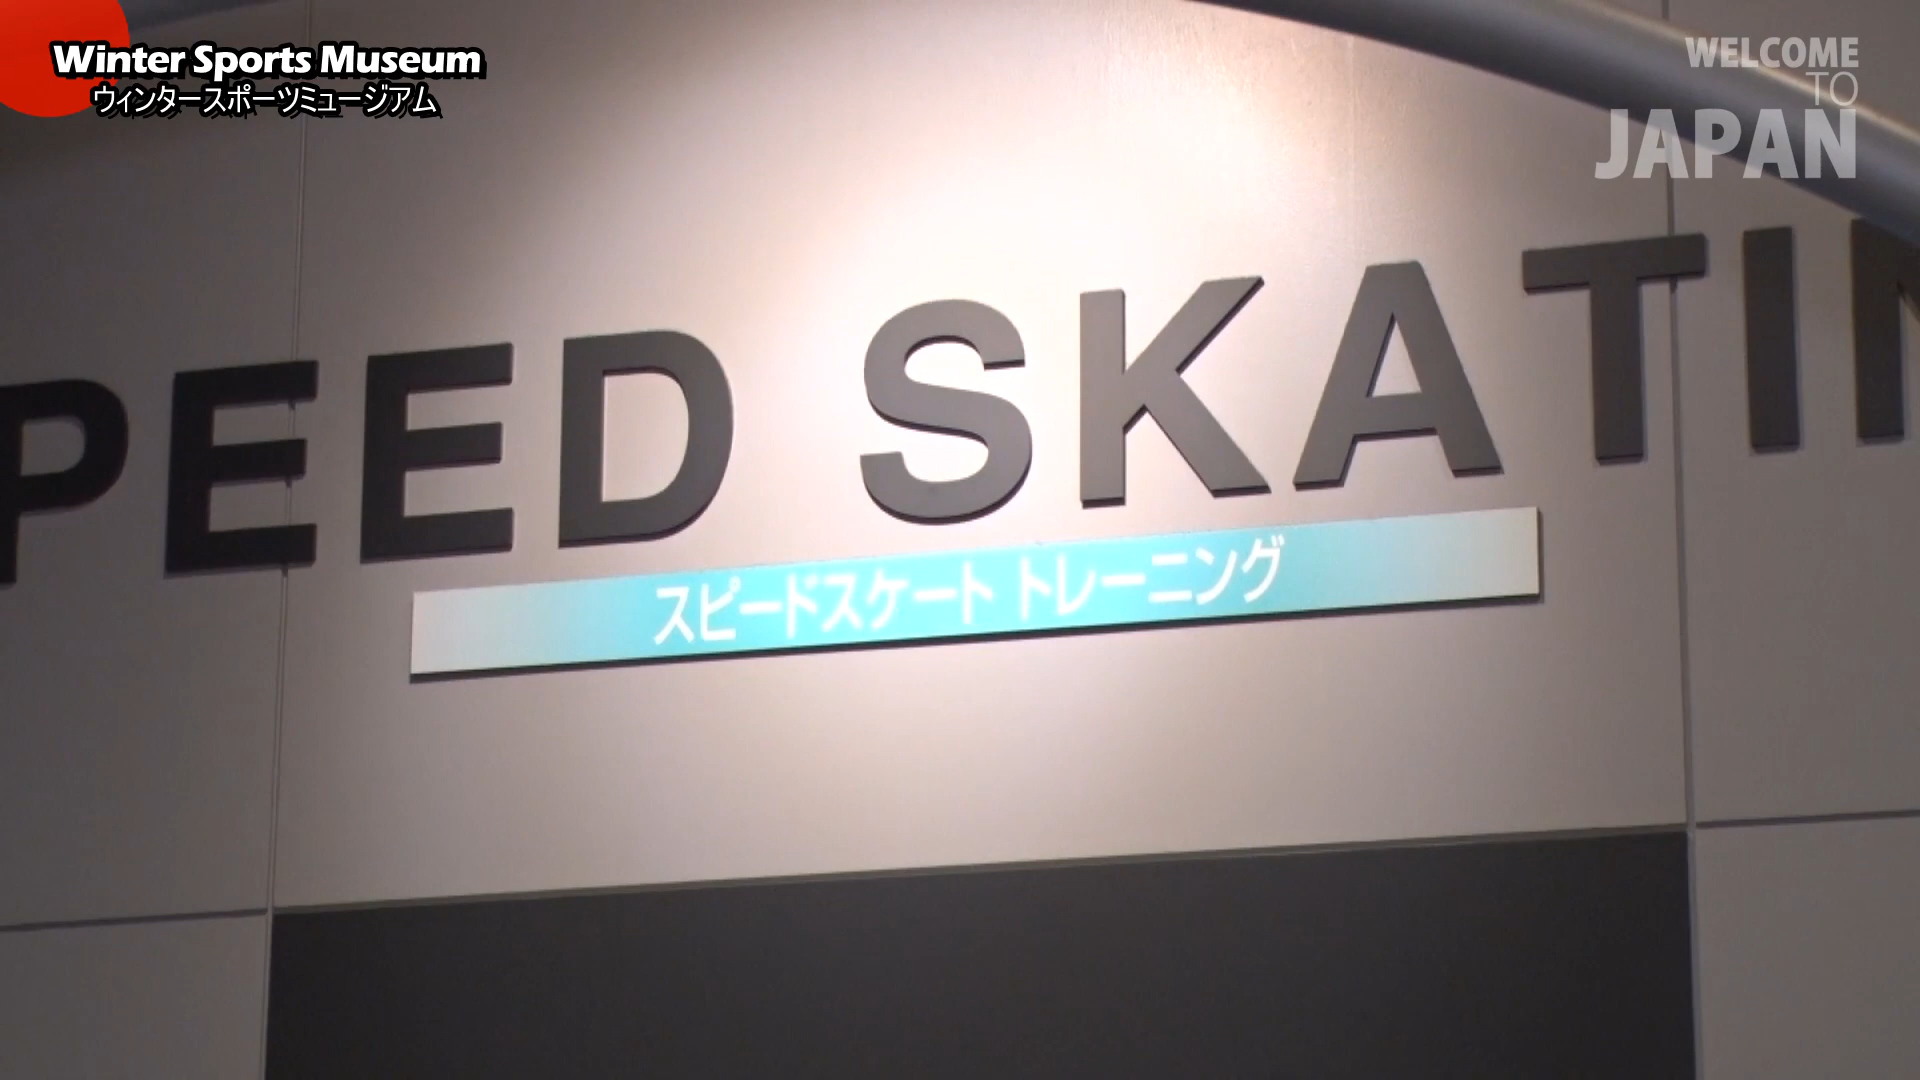 Winter Sports Museum
ウィンタースポーツミュージアム
WELCOME
TO
JAPAN
PEED SKATIN
スピードスケート トレーニング